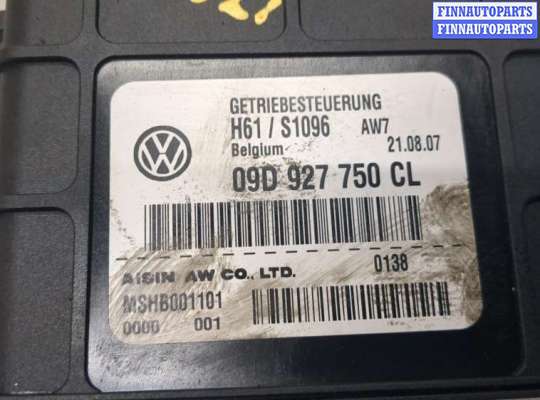 FINNAUTOPARTS
FINNAUTOPARTS
GETRIEBESTEUERUNG
H61 / S1096 AW7
Belgium 21.08.07
09D 927 750 CL
AISIN AW CO., LTD. 0138
MSHB001101
0000 001